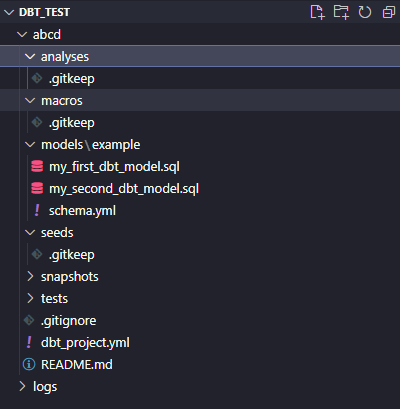 DBT_TEST
abcd
analyses
.gitkeep
macros
.gitkeep
models\example
my_first_dbt_model.sql
my_second_dbt_model.sql
! schema.yml
seeds
.gitkeep
snapshots
tests
.gitignore
! dbt_project.yml
README.md
logs